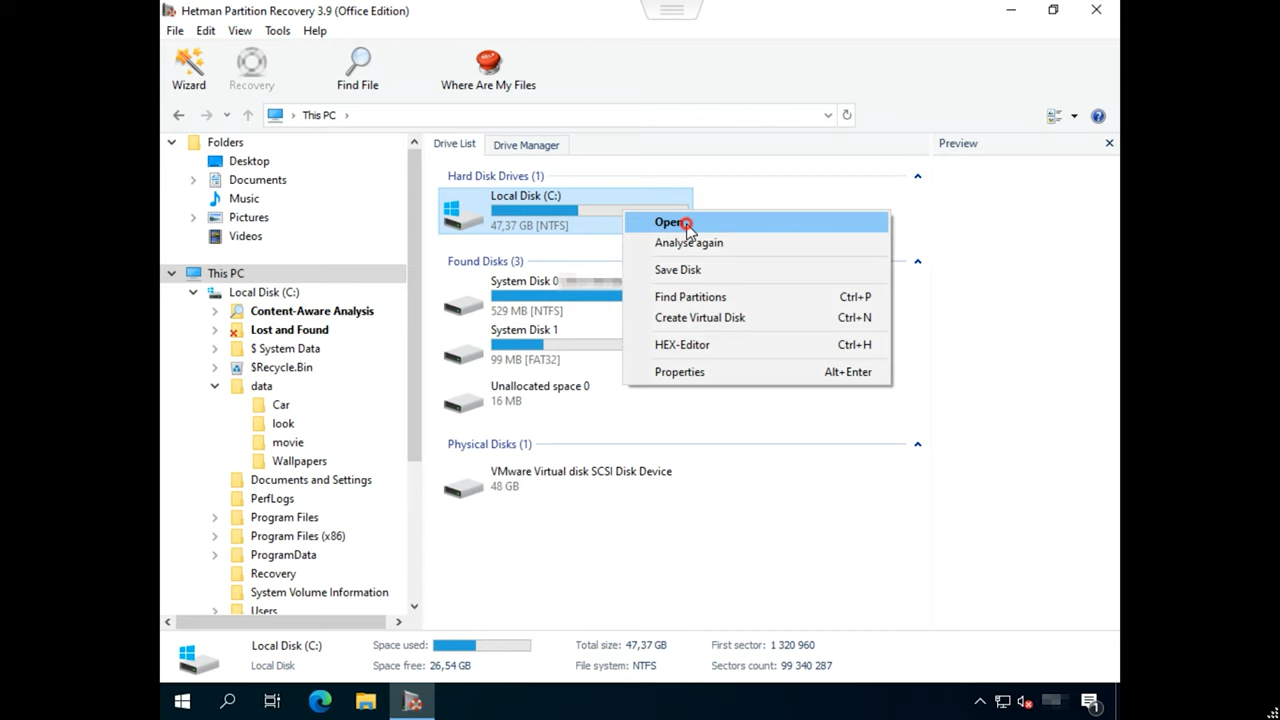 Hetman Partition Recovery 3.9 (Office Edition)
File Edit View Tools Help
Wizard Recovery Find File Where Are My Files
This PC
Folders
Desktop
Documents
Music
Pictures
Videos
This PC
Local Disk (C:)
Content-Aware Analysis
Lost and Found
$ System Data
$Recycle.Bin
data
Car
look
movie
Wallpapers
Documents and Settings
PerfLogs
Program Files
Program Files (x86)
ProgramData
Recovery
System Volume Information
Users
Drive List Drive Manager
Hard Disk Drives (1)
Local Disk (C:)
47,37 GB [NTFS]
Found Disks (3)
System Disk 0
529 MB [NTFS]
System Disk 1
99 MB [FAT32]
Unallocated space 0
16 MB
Physical Disks (1)
VMware Virtual disk SCSI Disk Device
48 GB
Open
Analyse again
Save Disk
Find Partitions Ctrl+P
Create Virtual Disk Ctrl+N
HEX-Editor Ctrl+H
Properties Alt+Enter
Preview
Local Disk (C:) Space used: Total size: 47,37 GB First sector: 1 320 960
Local Disk Space free: 26,54 GB File system: NTFS Sectors count: 99 340 287
1